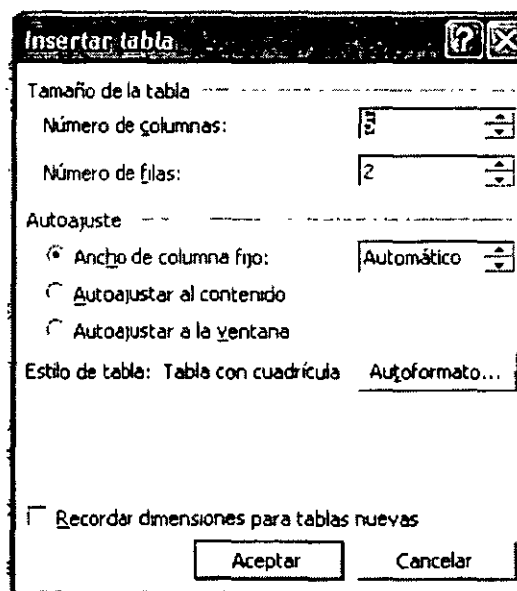 Insertar tabla
Tamaño de la tabla
Número de columnas:
Número de filas: 2
Autoajuste
Ancho de columna fijo: Automático
Autoajustar al contenido
Autoajustar a la ventana
Estilo de tabla: Tabla con cuadrícula Autoformato...
Recordar dimensiones para tablas nuevas
Aceptar Cancelar